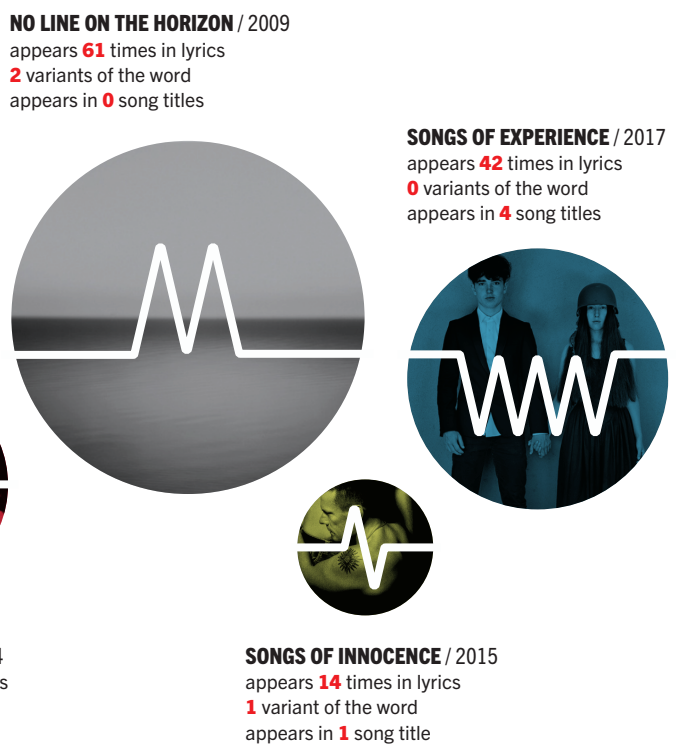 NO LINE ON THE HORIZON / 2009
appears 61 times in lyrics
2 variants of the word
appears in 0 song titles
SONGS OF EXPERIENCE / 2017
appears 42 times in lyrics
0 variants of the word
appears in 4 song titles
4
s
SONGS OF INNOCENCE / 2015
appears 14 times in lyrics
1 variant of the word
appears in 1 song title